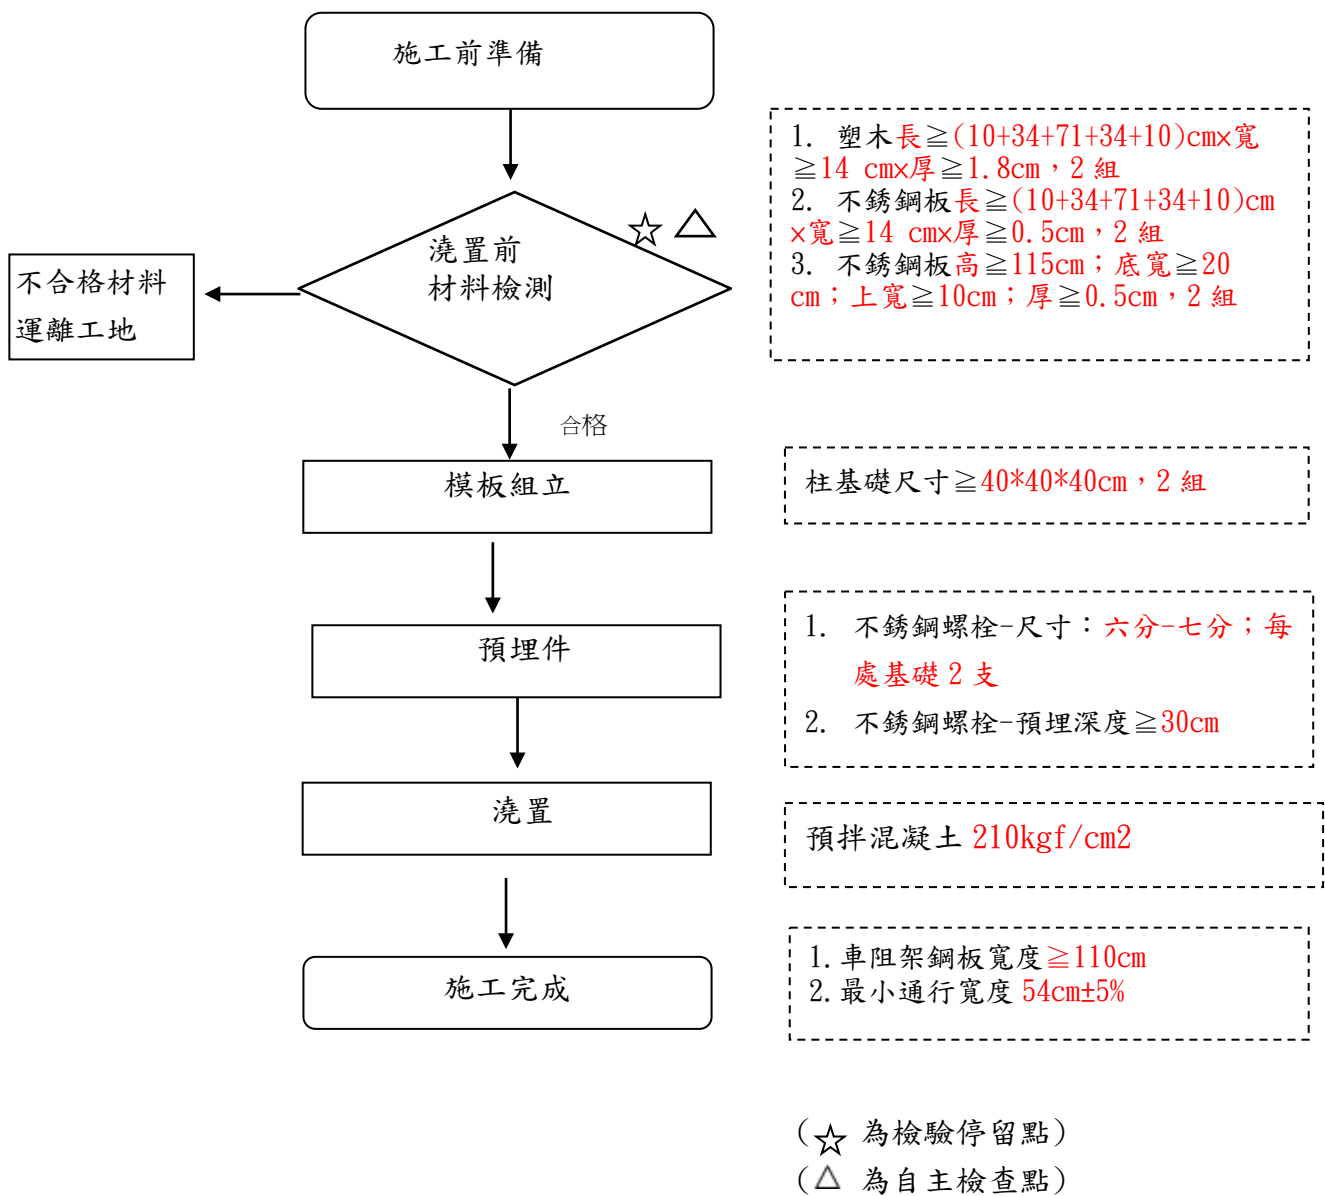 施工前準備
1. 塑木長≧(10+34+71+34+10)cm×寬
≧14 cm×厚≧1.8cm，2 組
2. 不銹鋼板長≧(10+34+71+34+10)cm
×寬≧14 cm×厚≧0.5cm，2 組
3. 不銹鋼板高≧115cm；底寬≧20
cm；上寬≧10cm；厚≧0.5cm，2 組
☆ △
澆置前
材料檢測
不合格材料
運離工地
合格
模板組立
柱基礎尺寸≧40*40*40cm，2 組
預埋件
1. 不銹鋼螺栓-尺寸：六分-七分；每
處基礎 2 支
2. 不銹鋼螺栓-預埋深度≧30cm
澆置
預拌混凝土 210kgf/cm2
施工完成
1.車阻架鋼板寬度≧110cm
2.最小通行寬度 54cm±5%
(☆ 為檢驗停留點)
(△ 為自主檢查點)